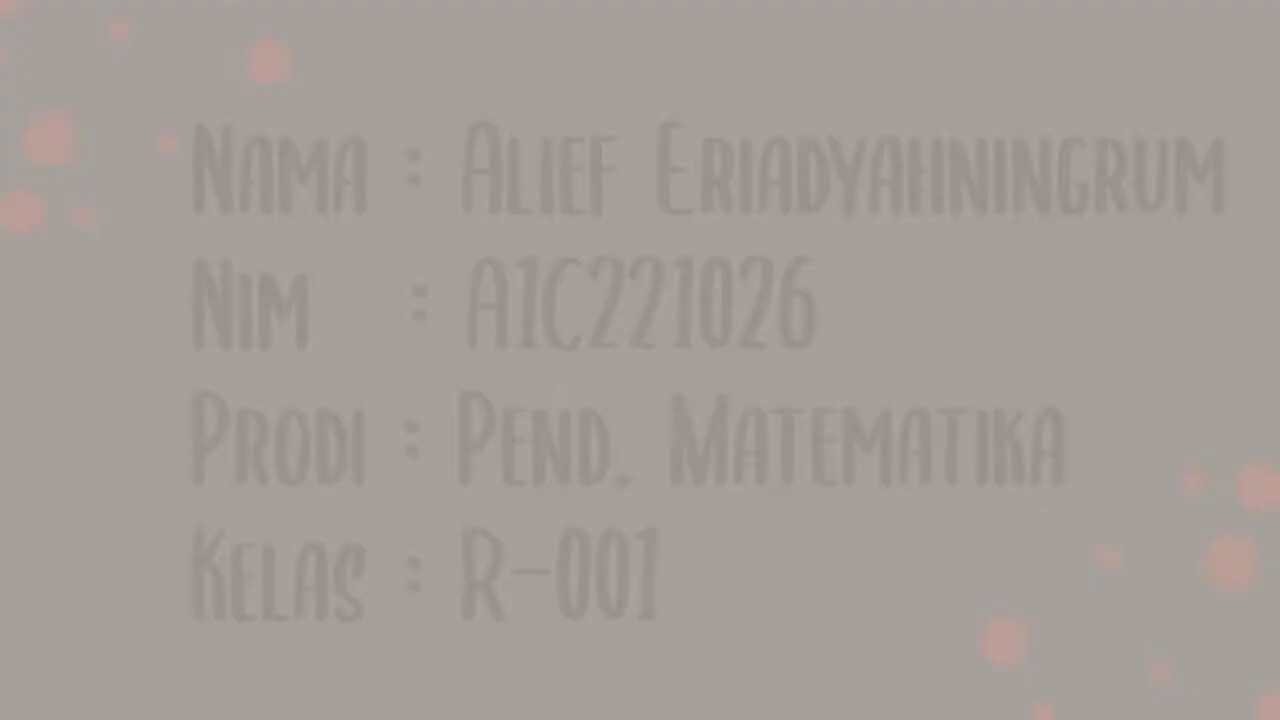 Nama : Alief Eriadyahningrum
Nim : A1C221026
Prodi : Pend. Matematika
Kelas : R-001